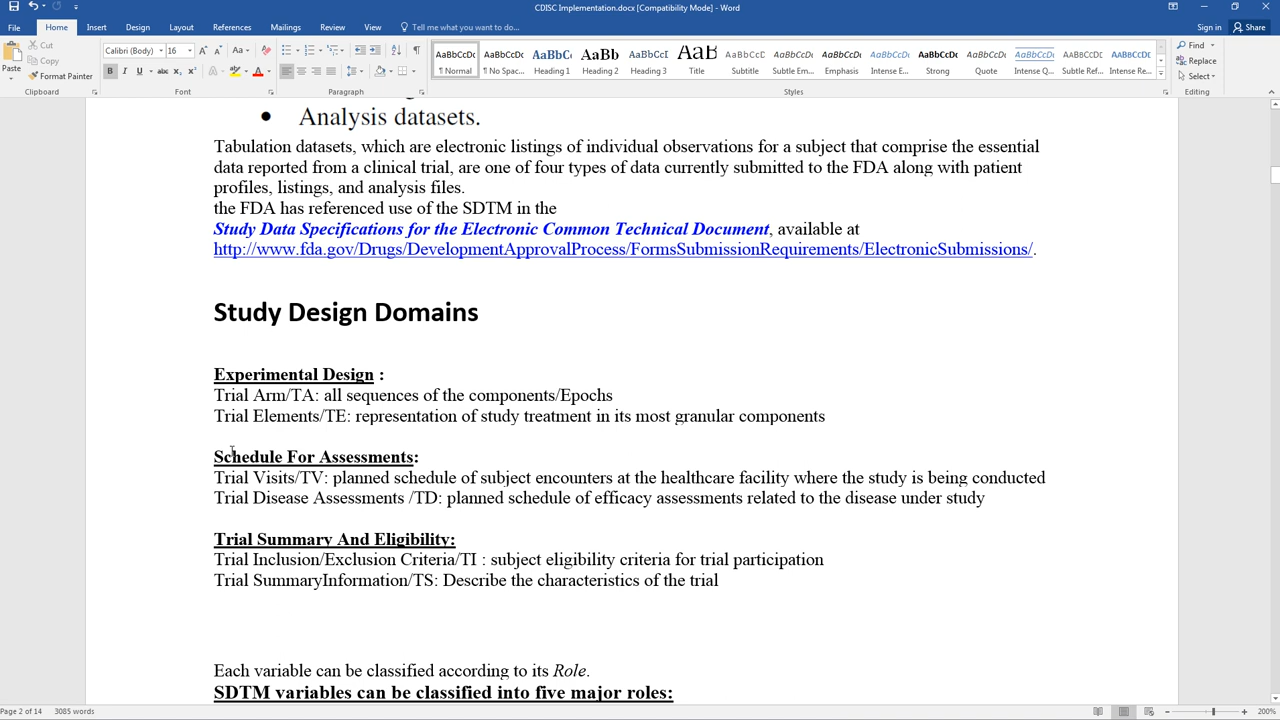 CDISC Implementation.docx [Compatibility Mode] - Word
File Home Insert Design Layout References Mailings Review View Tell me what you want to do... Sign in Share
Cut
Copy
Format Painter
Paste
Calibri (Body) 16
AaBbCcDc AaBbCcDc AaBbC AaBb AaBbC AaB AaBbCcD AaBbCcDc AaBbCcDc AaBbCcDc AaBbCcDc AaBbCcDc AaBbCcDc AaBbCcDc
¶ Normal ¶ No Spac... Heading 1 Heading 2 Heading 3 Title Subtitle Subtle Em... Emphasis Intense E... Strong Quote Intense Q... Subtle Ref... Intense Re...
Find
Replace
Select
Clipboard Font Paragraph Styles Editing
• Analysis datasets.
Tabulation datasets, which are electronic listings of individual observations for a subject that comprise the essential
data reported from a clinical trial, are one of four types of data currently submitted to the FDA along with patient
profiles, listings, and analysis files.
the FDA has referenced use of the SDTM in the
Study Data Specifications for the Electronic Common Technical Document, available at
http://www.fda.gov/Drugs/DevelopmentApprovalProcess/FormsSubmissionRequirements/ElectronicSubmissions/.
Study Design Domains
Experimental Design :
Trial Arm/TA: all sequences of the components/Epochs
Trial Elements/TE: representation of study treatment in its most granular components
Schedule For Assessments:
Trial Visits/TV: planned schedule of subject encounters at the healthcare facility where the study is being conducted
Trial Disease Assessments /TD: planned schedule of efficacy assessments related to the disease under study
Trial Summary And Eligibility:
Trial Inclusion/Exclusion Criteria/TI : subject eligibility criteria for trial participation
Trial SummaryInformation/TS: Describe the characteristics of the trial
Each variable can be classified according to its Role.
SDTM variables can be classified into five major roles:
Page 2 of 14 3085 words 200%